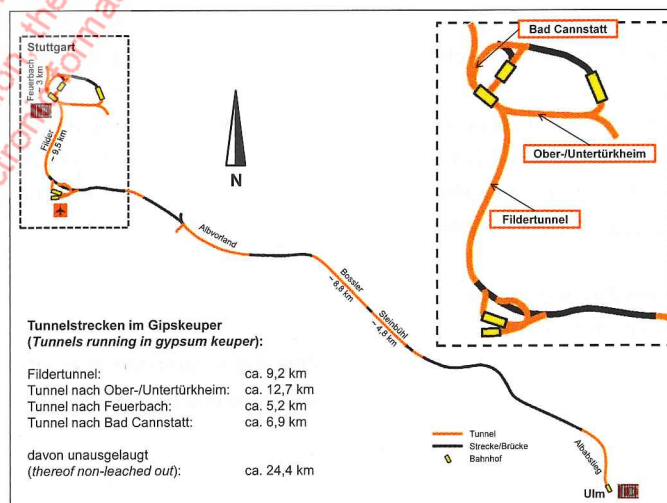 Stuttgart
Feuerbach
~ 3 km
Filder
~ 9,5 km
N
Albvorland
Bossler
~ 8,8 km
Steinbühl
~ 4,8 km
Albabstieg
Ulm
Bad Cannstatt
Ober-/Untertürkheim
Fildertunnel
Tunnelstrecken im Gipskeuper
(Tunnels running in gypsum keuper):
Fildertunnel: ca. 9,2 km
Tunnel nach Ober-/Untertürkheim: ca. 12,7 km
Tunnel nach Feuerbach: ca. 5,2 km
Tunnel nach Bad Cannstatt: ca. 6,9 km
davon unausgelaugt
(thereof non-leached out): ca. 24,4 km
Tunnel
Strecke/Brücke
Bahnhof